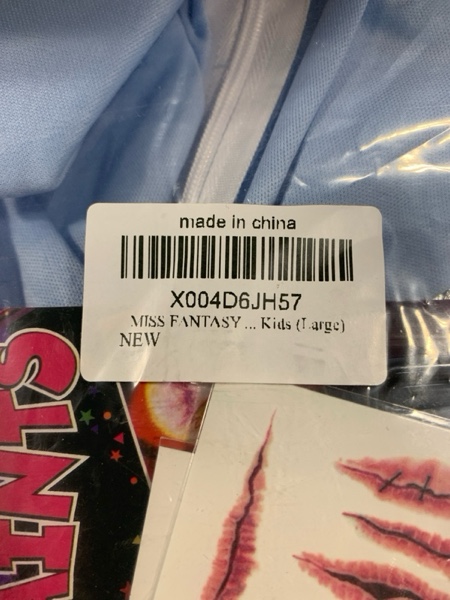 made in china
X004D6JH57
MISS FANTASY ... Kids (Large)
NEW